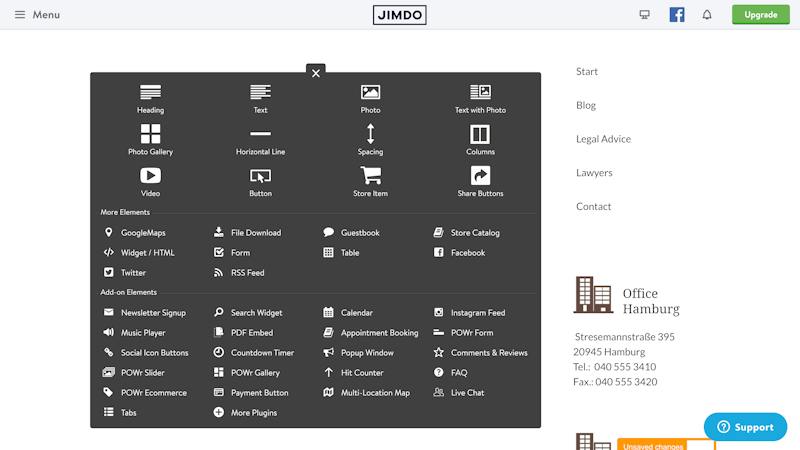 Menu
JIMDO
Upgrade
Heading
Text
Photo
Text with Photo
Photo Gallery
Horizontal Line
Spacing
Columns
Video
Button
Store Item
Share Buttons
More Elements
GoogleMaps
File Download
Guestbook
Store Catalog
Widget / HTML
Form
Table
Facebook
Twitter
RSS Feed
Add-on Elements
Newsletter Signup
Search Widget
Calendar
Instagram Feed
Music Player
PDF Embed
Appointment Booking
POWr Form
Social Icon Buttons
Countdown Timer
Popup Window
Comments & Reviews
POWr Slider
POWr Gallery
Hit Counter
FAQ
POWr Ecommerce
Payment Button
Multi-Location Map
Live Chat
Tabs
More Plugins
Start
Blog
Legal Advice
Lawyers
Contact
Office
Hamburg
Stresemannstraße 395
20945 Hamburg
Tel.: 040 555 3410
Fax.: 040 555 3420
Support
Unsaved changes